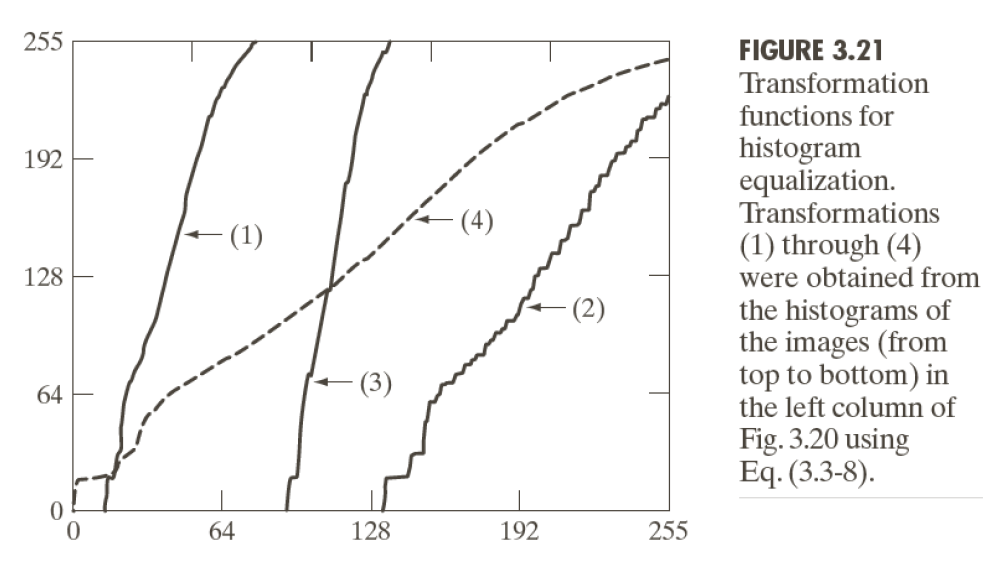 255
192
128
64
0
0
64
128
192
255
(1)
(4)
(2)
(3)
FIGURE 3.21
Transformation
functions for
histogram
equalization.
Transformations
(1) through (4)
were obtained from
the histograms of
the images (from
top to bottom) in
the left column of
Fig. 3.20 using
Eq. (3.3-8).